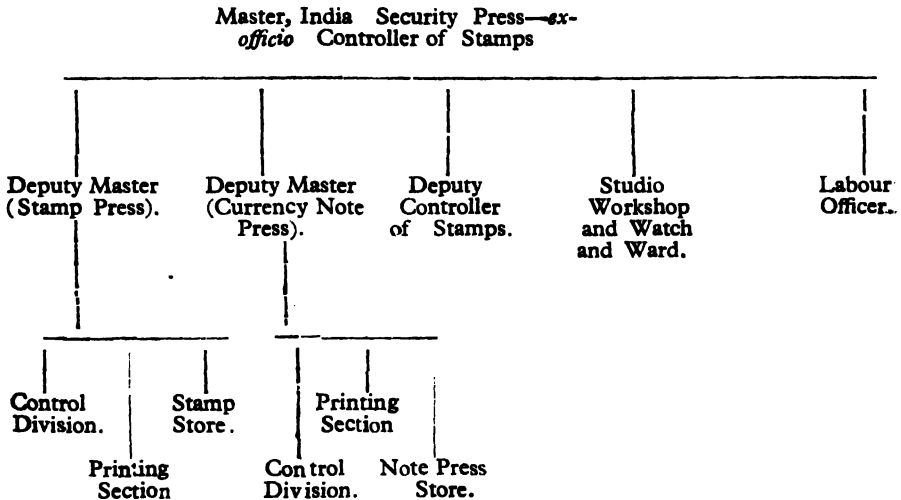 Master, India Security Press—ex-
officio Controller of Stamps
Deputy Master
(Stamp Press).
Deputy Master
(Currency Note
Press).
Deputy
Controller
of Stamps.
Studio
Workshop
and Watch
and Ward.
Labour
Officer.
Control
Division.
Printing
Section
Stamp
Store.
Control
Division.
Printing
Section
Note Press
Store.